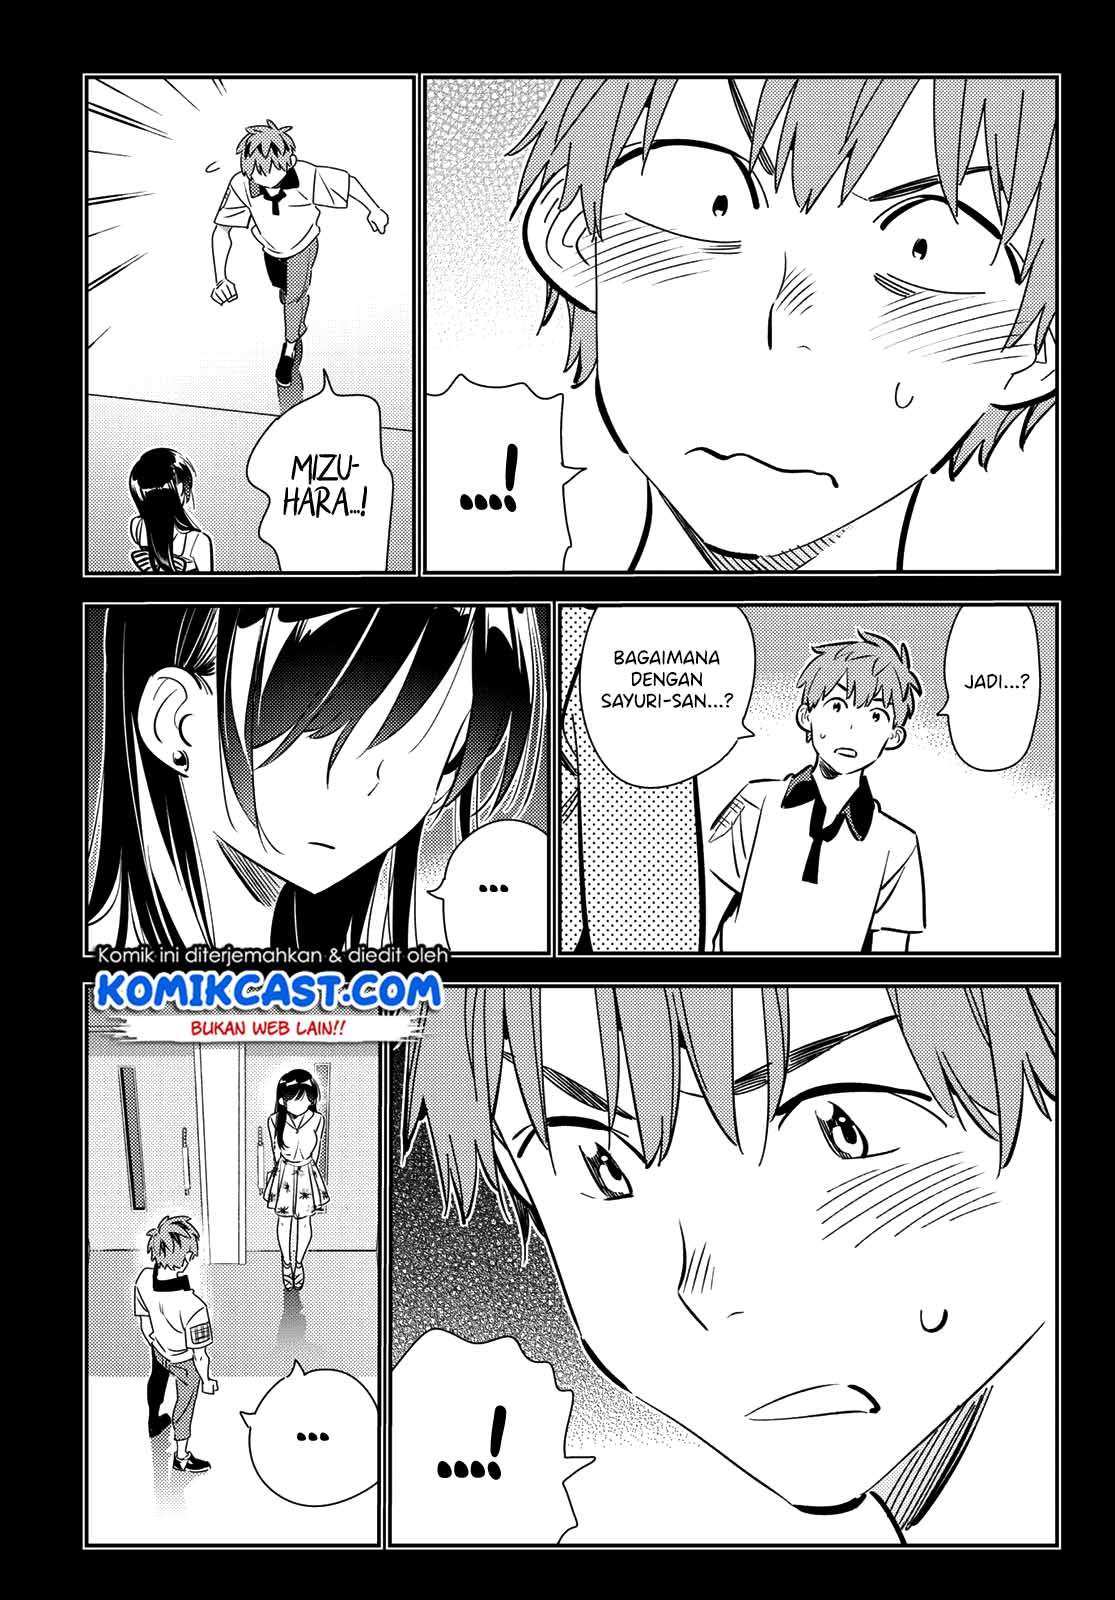 ....!
MIZU-
HARA...!
JADI...?
BAGAIMANA
DENGAN
SAYURI-SAN...?
...
Komik ini diterjemahkan & diedit oleh
KOMIKCAST.COM
BUKAN WEB LAIN!!
....!
...